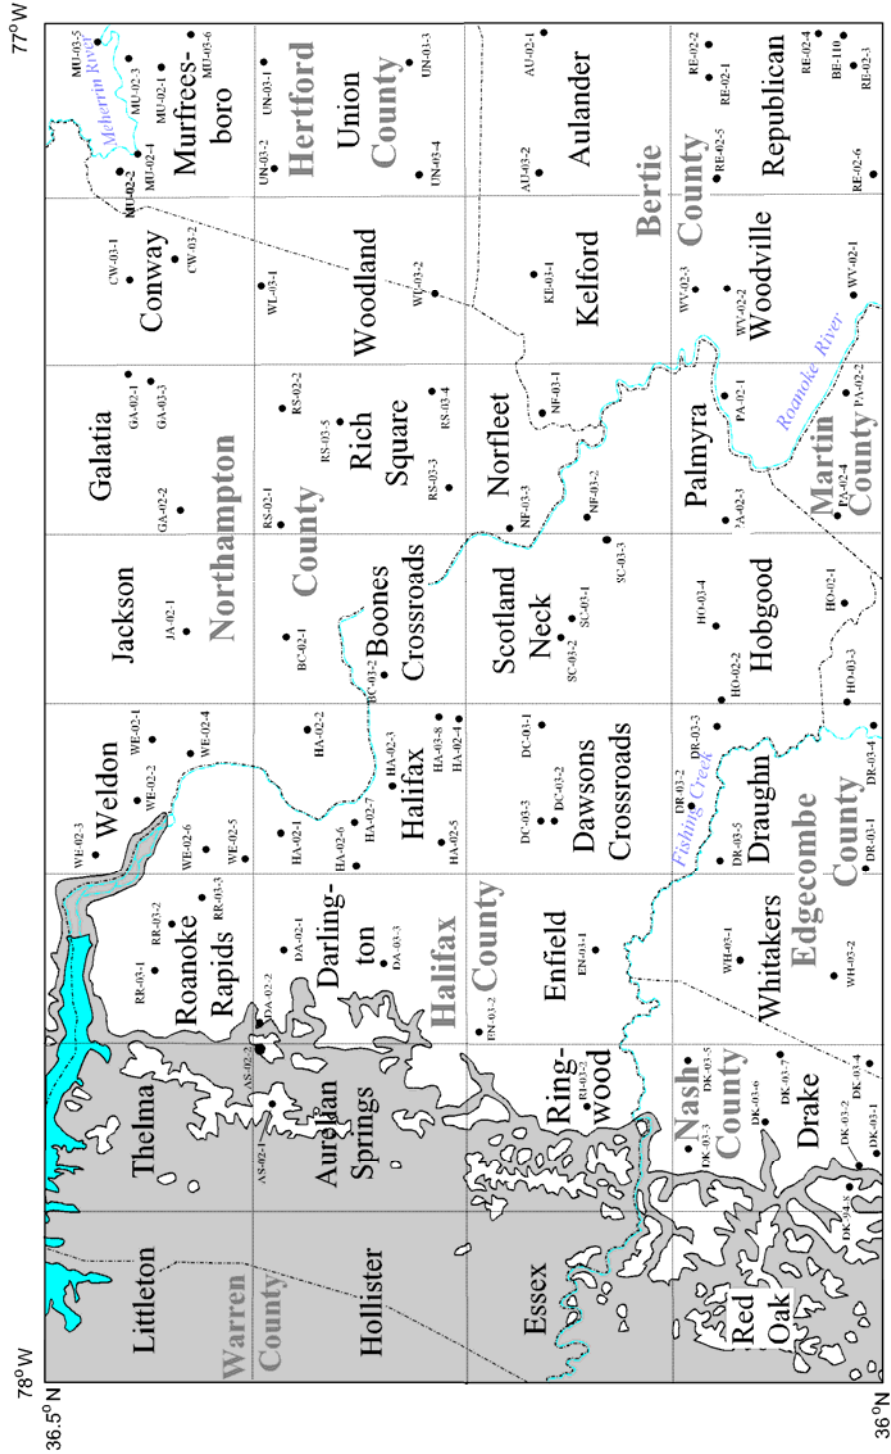 78°W
77°W
36.5°N
36°N
Littleton
Warren
County
Thelma
RR-03-1
RR-03-2
RR-03-3
Roanoke
Rapids
WE-02-3
Weldon
WE-02-2
WE-02-1
WE-02-4
WE-02-6
WE-02-5
Jackson
JA-02-1
Northampton
County
Galatia
GA-02-1
GA-03-3
GA-02-2
CW-03-1
Conway
CW-03-2
MU-03-5
Meherrin River
MU-02-3
MU-02-1
MU-03-6
MU-02-2
MU-02-4
Murfrees-
boro
Hollister
AS-02-2
AS-02-1
Aurelian
Springs
DA-02-2
DA-02-1
Darling-
ton
DA-03-3
HA-02-1
HA-02-2
HA-02-6
HA-02-7
HA-02-3
Halifax
HA-03-8
HA-02-5
HA-02-4
BC-02-1
BC-03-2
Boones
Crossroads
RS-02-1
RS-02-2
RS-03-5
Rich
Square
RS-03-3
RS-03-4
WL-03-1
Woodland
WL-03-2
UN-03-2
UN-03-1
Hertford
Union
County
UN-03-3
UN-03-4
Essex
Halifax
County
Ring-
wood
RI-03-2
EN-03-2
Enfield
EN-03-1
DC-03-3
DC-03-1
DC-03-2
Dawsons
Crossroads
Scotland
Neck
SC-03-2
SC-03-1
SC-03-3
Norfleet
NF-03-3
NF-03-1
NF-03-2
KE-03-1
Kelford
AU-03-2
AU-02-1
Aulander
Bertie
County
Red
Oak
Nash
County
DK-03-3
DK-03-5
DK-03-6
DK-03-7
Drake
DK-94-8
DK-03-2
DK-03-4
DK-03-1
WH-03-1
Whitakers
WH-03-2
Edgecombe
County
Fishing Creek
DR-03-2
DR-03-3
DR-03-5
Draughn
DR-03-1
DR-03-4
HO-03-4
HO-02-2
Hobgood
HO-02-1
HO-03-3
Palmyra
PA-02-1
PA-02-3
Martin
County
PA-02-4
PA-02-2
Roanoke River
WV-02-3
WV-02-2
Woodville
WV-02-1
RE-02-5
RE-02-2
RE-02-1
Republican
RE-02-4
BE-110
RE-02-3
RE-02-6